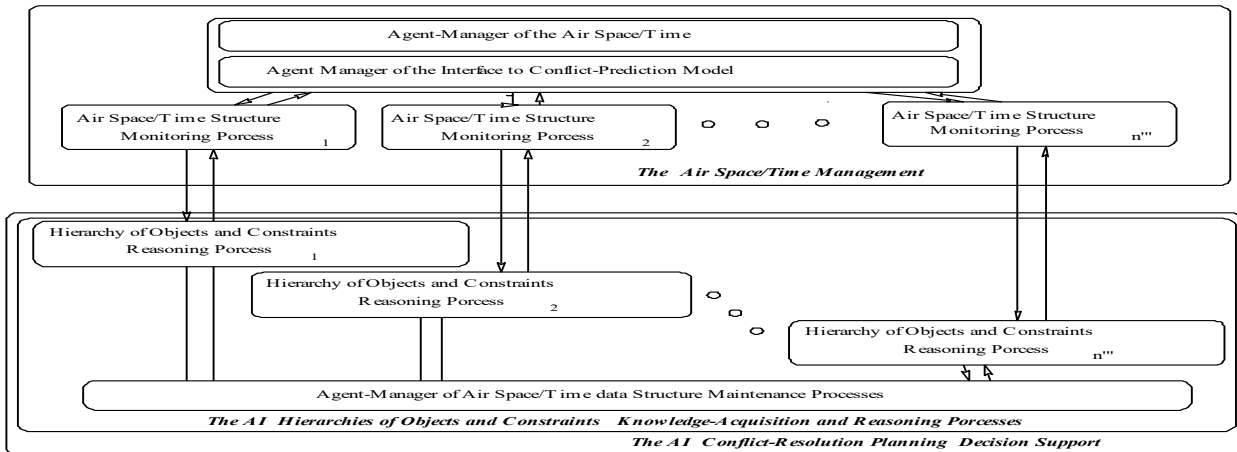 Agent-Manager of the Air Space/Time
Agent Manager of the Interface to Conflict-Prediction Model
Air Space/Time Structure
Monitoring Porcess 1
Air Space/Time Structure
Monitoring Porcess 2
Air Space/Time Structure
Monitoring Porcess n'''
The Air Space/Time Management
Hierarchy of Objects and Constraints
Reasoning Porcess 1
Hierarchy of Objects and Constraints
Reasoning Porcess 2
Hierarchy of Objects and Constraints
Reasoning Porcess n'''
Agent-Manager of Air Space/Time data Structure Maintenance Processes
The AI Hierarchies of Objects and Constraints Knowledge-Acquisition and Reasoning Porcesses
The AI Conflict-Resolution Planning Decision Support